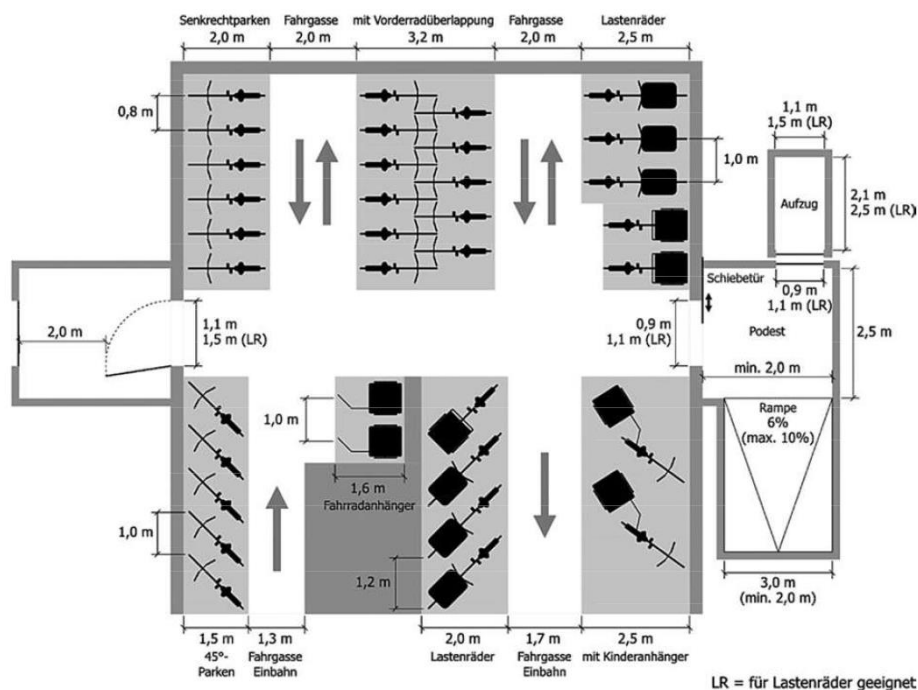 Senkrechtparken
2,0 m
Fahrgasse
2,0 m
mit Vorderradüberlappung
3,2 m
Fahrgasse
2,0 m
Lastenräder
2,5 m
0,8 m
1,0 m
1,1 m
1,5 m (LR)
Aufzug
2,1 m
2,5 m (LR)
Schiebetür
0,9 m
1,1 m (LR)
2,0 m
1,1 m
1,5 m (LR)
0,9 m
1,1 m (LR)
Podest
2,5 m
min. 2,0 m
1,0 m
Rampe
6%
(max. 10%)
1,6 m
Fahrradanhänger
1,0 m
1,2 m
3,0 m
(min. 2,0 m)
1,5 m
45°-
Parken
1,3 m
Fahrgasse
Einbahn
2,0 m
Lastenräder
1,7 m
Fahrgasse
Einbahn
2,5 m
mit Kinderanhänger
LR = für Lastenräder geeignet